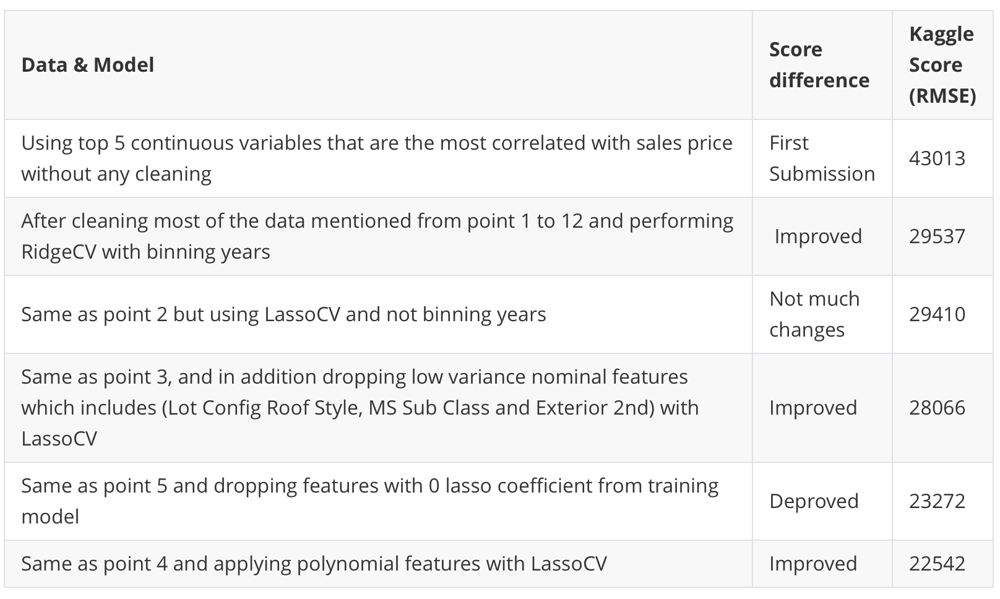 Data & Model
Score
difference
Kaggle
Score
(RMSE)
Using top 5 continuous variables that are the most correlated with sales price
without any cleaning
First
Submission
43013
After cleaning most of the data mentioned from point 1 to 12 and performing
RidgeCV with binning years
Improved
29537
Same as point 2 but using LassoCV and not binning years
Not much
changes
29410
Same as point 3, and in addition dropping low variance nominal features
which includes (Lot Config Roof Style, MS Sub Class and Exterior 2nd) with
LassoCV
Improved
28066
Same as point 5 and dropping features with 0 lasso coefficient from training
model
Deproved
23272
Same as point 4 and applying polynomial features with LassoCV
Improved
22542